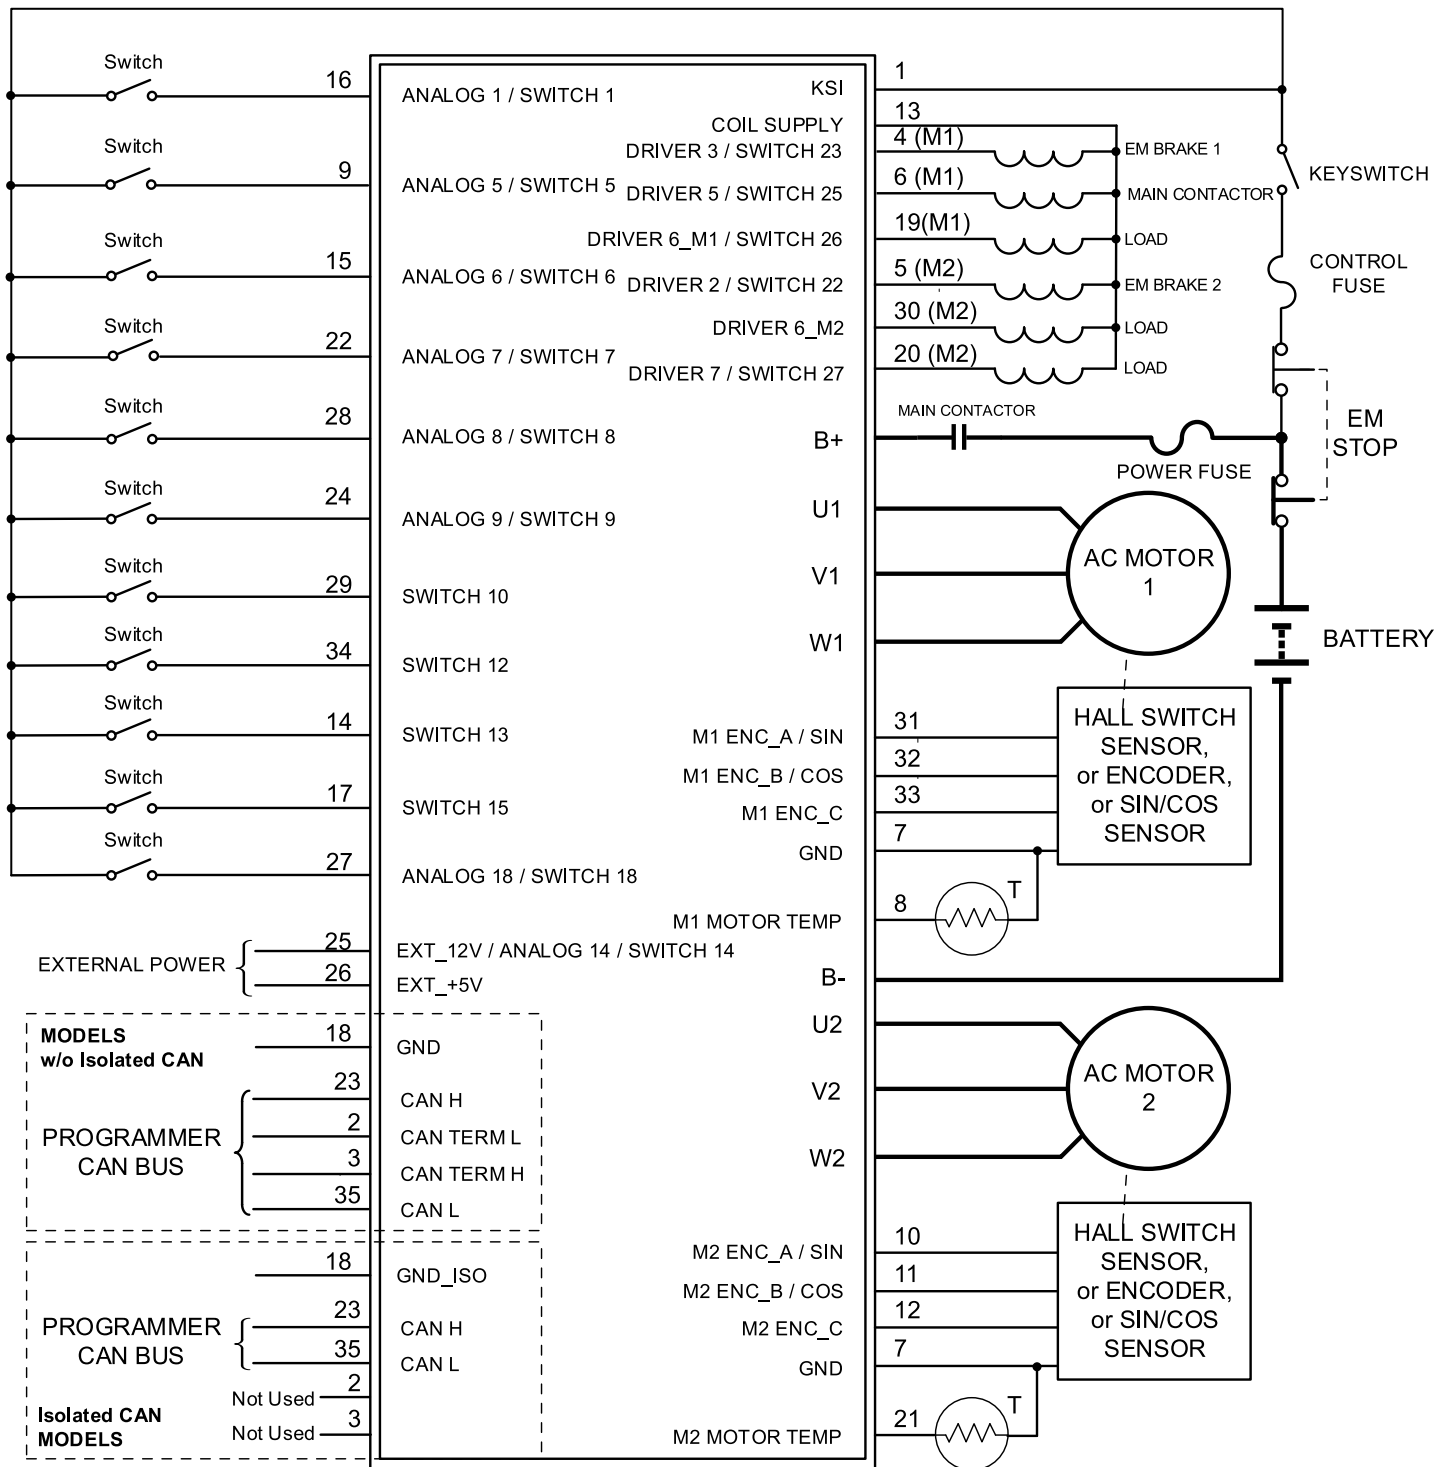 Switch
16
ANALOG 1 / SWITCH 1
Switch
9
ANALOG 5 / SWITCH 5
Switch
15
ANALOG 6 / SWITCH 6
Switch
22
ANALOG 7 / SWITCH 7
Switch
28
ANALOG 8 / SWITCH 8
Switch
24
ANALOG 9 / SWITCH 9
Switch
29
SWITCH 10
Switch
34
SWITCH 12
Switch
14
SWITCH 13
Switch
17
SWITCH 15
Switch
27
ANALOG 18 / SWITCH 18
EXTERNAL POWER
25
EXT_12V / ANALOG 14 / SWITCH 14
26
EXT_+5V
MODELS
w/o Isolated CAN
18
GND
PROGRAMMER
CAN BUS
23
CAN H
2
CAN TERM L
3
CAN TERM H
35
CAN L
18
GND_ISO
PROGRAMMER
CAN BUS
23
CAN H
35
CAN L
Not Used
2
Not Used
3
Isolated CAN
MODELS
KSI
1
COIL SUPPLY
13
DRIVER 3 / SWITCH 23
4 (M1)
EM BRAKE 1
DRIVER 5 / SWITCH 25
6 (M1)
MAIN CONTACTOR
DRIVER 6_M1 / SWITCH 26
19(M1)
LOAD
DRIVER 2 / SWITCH 22
5 (M2)
EM BRAKE 2
DRIVER 6_M2
30 (M2)
LOAD
DRIVER 7 / SWITCH 27
20 (M2)
LOAD
KEYSWITCH
CONTROL
FUSE
EM
STOP
B+
MAIN CONTACTOR
POWER FUSE
U1
V1
W1
AC MOTOR
1
BATTERY
M1 ENC_A / SIN
31
M1 ENC_B / COS
32
M1 ENC_C
33
GND
7
HALL SWITCH
SENSOR,
or ENCODER,
or SIN/COS
SENSOR
M1 MOTOR TEMP
8
T
B-
U2
V2
W2
AC MOTOR
2
M2 ENC_A / SIN
10
M2 ENC_B / COS
11
M2 ENC_C
12
GND
7
HALL SWITCH
SENSOR,
or ENCODER,
or SIN/COS
SENSOR
M2 MOTOR TEMP
21
T